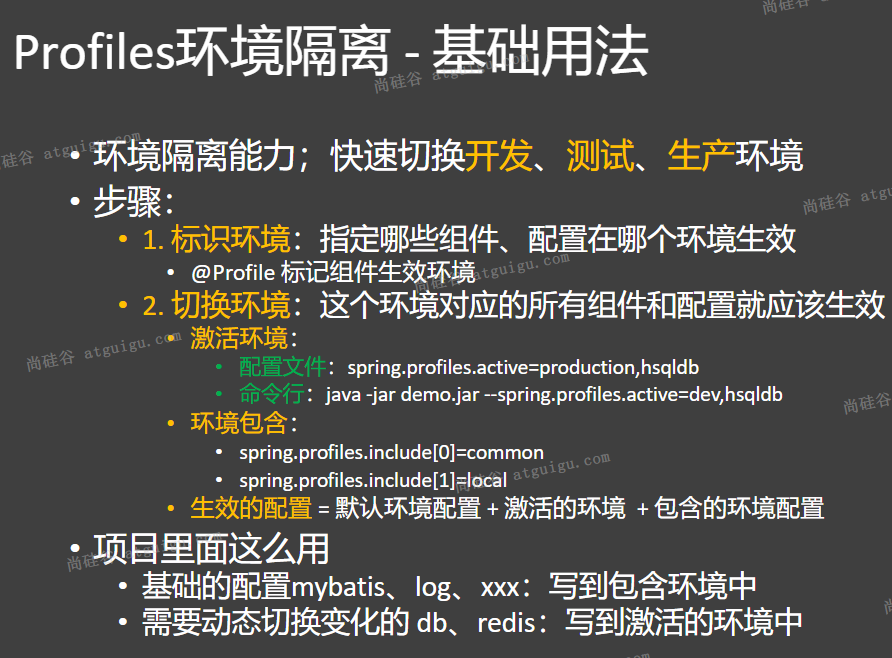 Profiles环境隔离 - 基础用法
• 环境隔离能力；快速切换开发、测试、生产环境
• 步骤：
• 1. 标识环境：指定哪些组件、配置在哪个环境生效
• @Profile 标记组件生效环境
• 2. 切换环境：这个环境对应的所有组件和配置就应该生效
• 激活环境：
• 配置文件：spring.profiles.active=production,hsqldb
• 命令行：java -jar demo.jar --spring.profiles.active=dev,hsqldb
• 环境包含：
• spring.profiles.include[0]=common
• spring.profiles.include[1]=local
• 生效的配置 = 默认环境配置 + 激活的环境 + 包含的环境配置
• 项目里面这么用
• 基础的配置mybatis、log、xxx：写到包含环境中
• 需要动态切换变化的 db、redis：写到激活的环境中
尚硅谷 atguigu.com